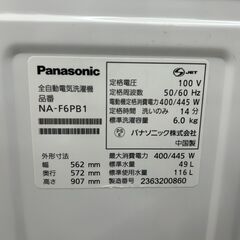 Panasonic
JET
全自動電気洗濯機
品番
NA-F6PB1
定格電圧 100 V
定格周波数 50/60 Hz
電動機定格消費電力 400/445 W
定格時間 洗いのみ 14 分
標準洗濯容量 6.0 kg
パナソニック株式会社
中国製
外形寸法
幅 562 mm
奥行 572 mm
高さ 907 mm
最大消費電力 400/445 W
標準水量 49 L
標準使用水量 116 L
製造番号 2363200860